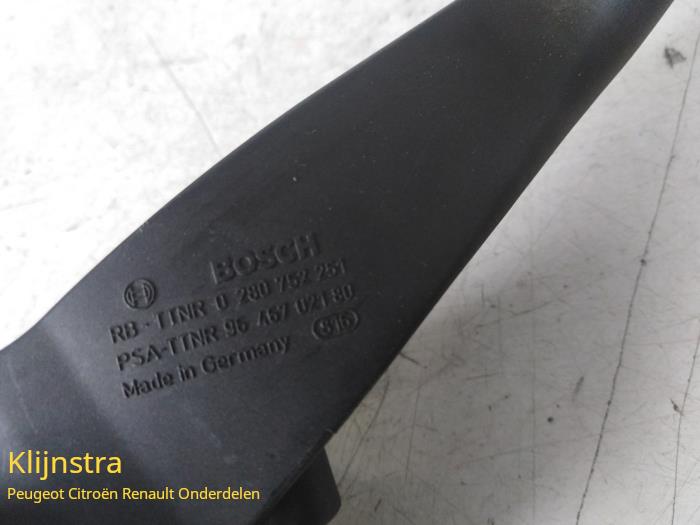 BOSCH
RB - TTNR 0 280 752 251
PSA-TTNR 96 457 021 80
Made in Germany 516
Klijnstra
Peugeot Citroën Renault Onderdelen